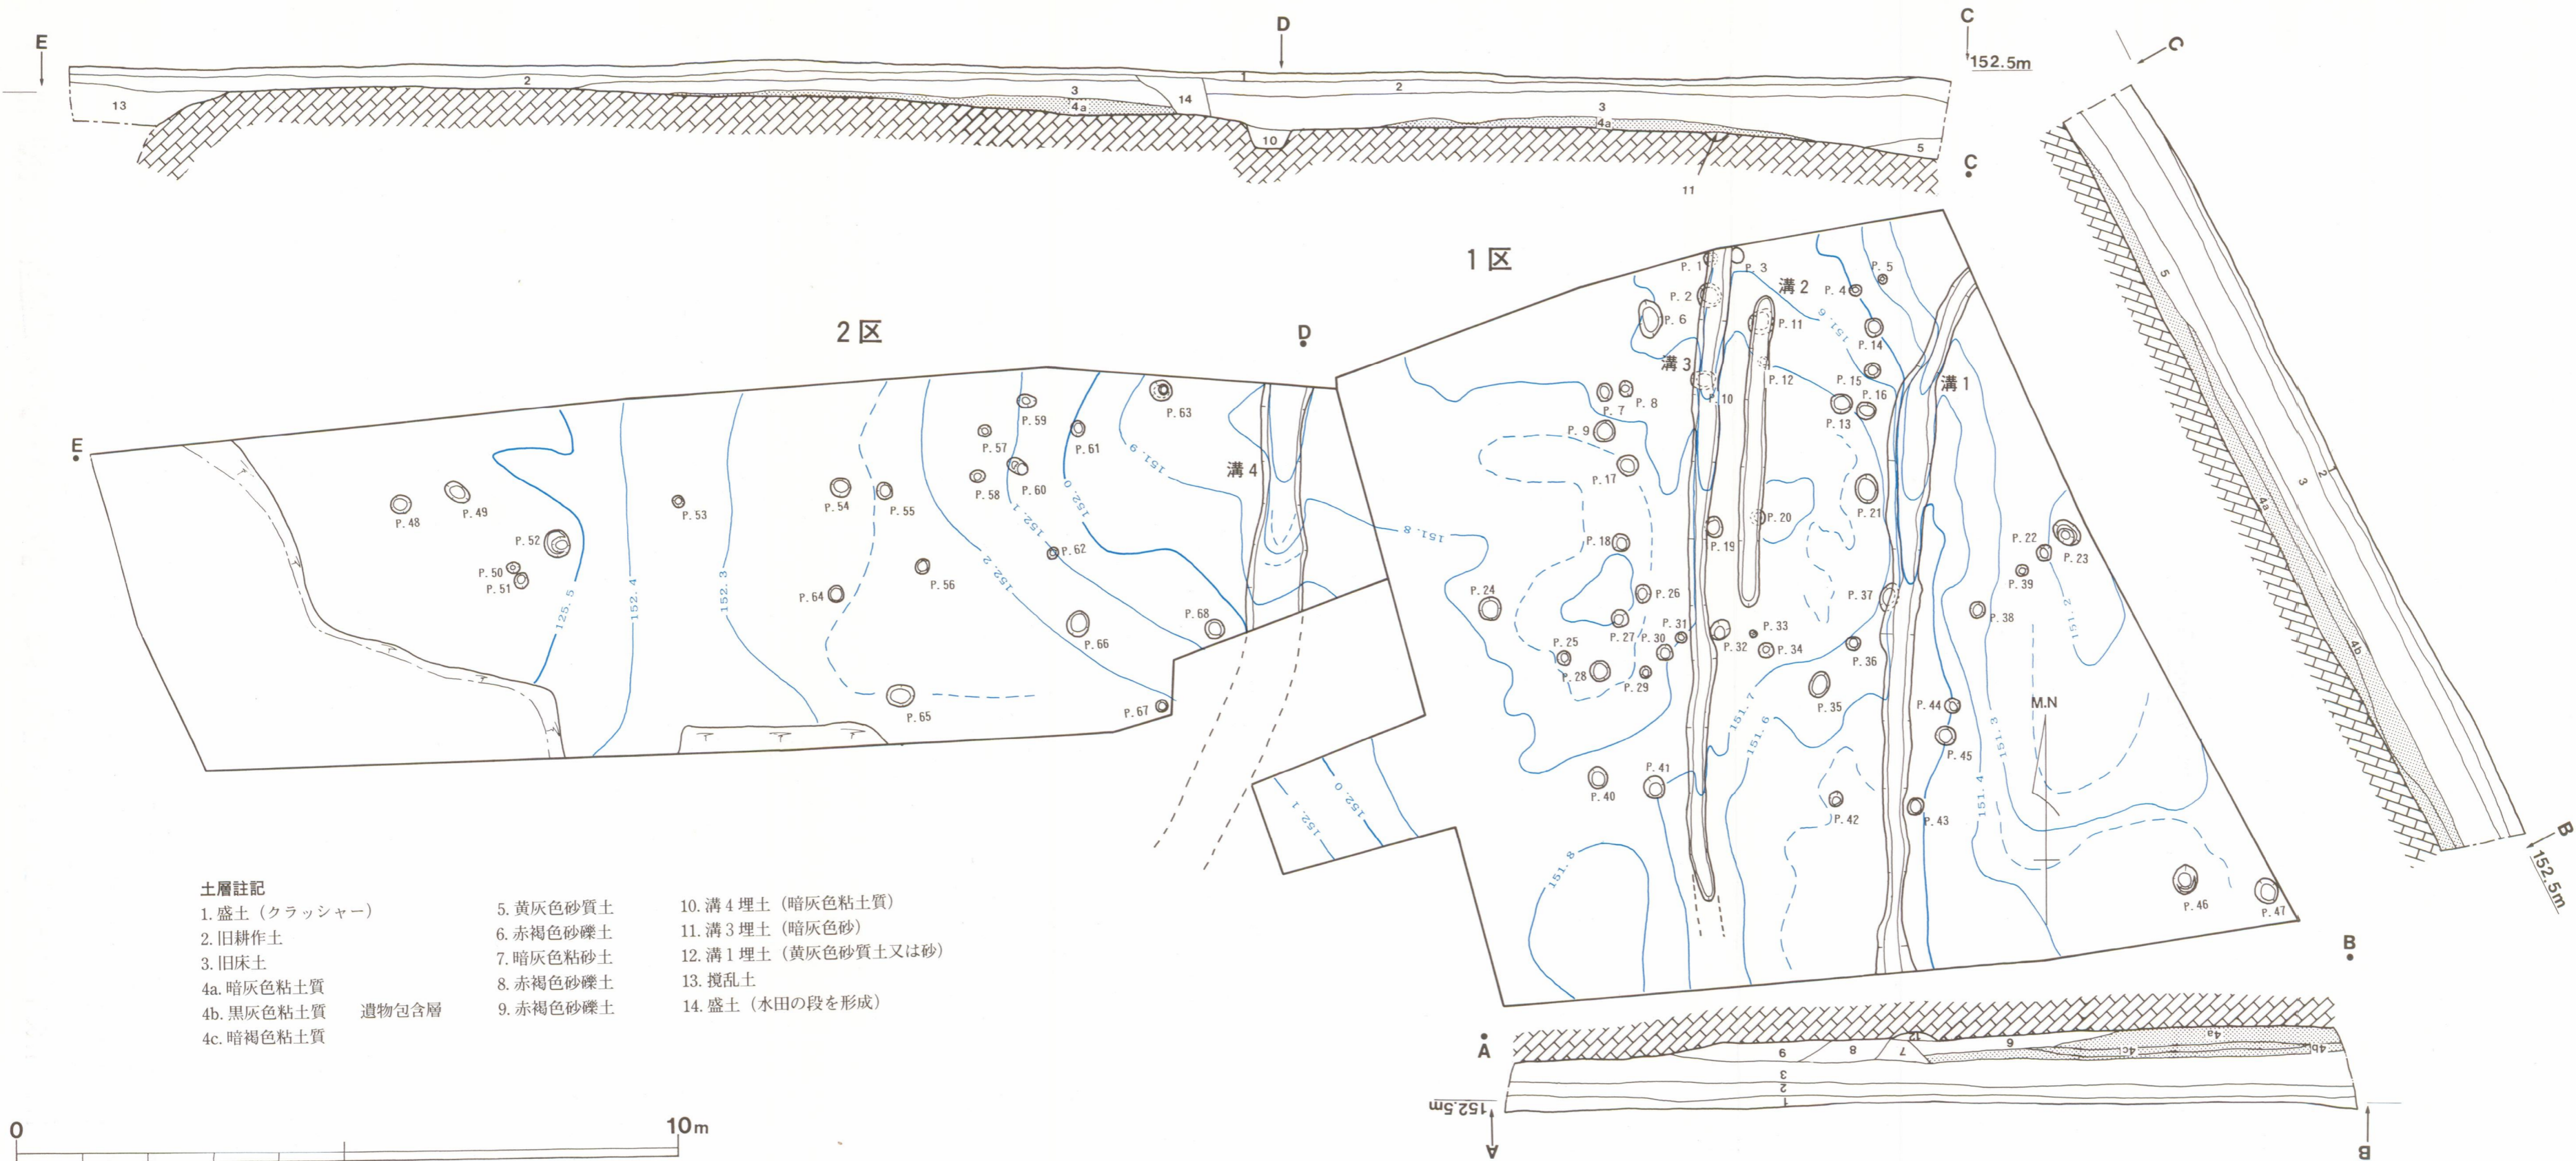 E
D
C
152.5m
C
1
2
2
3
3
13
4a
14
4a
10
5
11
C
1区
2区
D
E
P. 1
P. 3
P. 5
溝2
P. 4
P. 2
P. 6
P. 11
151.6
P. 14
溝3
P. 12
P. 15
溝1
P. 16
P. 7
P. 8
P. 10
P. 13
P. 9
P. 17
P. 63
P. 59
P. 57
P. 61
151.9
溝4
P. 58
P. 60
152.0
152.1
P. 48
P. 49
P. 53
P. 54
P. 55
P. 52
P. 50
P. 51
P. 62
P. 56
152.2
P. 64
125.5
152.4
152.3
P. 66
P. 68
P. 65
P. 67
151.8
P. 21
P. 20
P. 19
P. 18
P. 22
P. 23
P. 39
P. 24
P. 26
P. 37
P. 38
151.2
P. 27
P. 30
P. 31
P. 32
P. 33
P. 34
P. 36
P. 25
P. 28
P. 29
P. 35
M.N
P. 44
151.7
151.6
151.3
P. 45
P. 41
P. 40
151.4
P. 42
P. 43
152.1
152.0
151.8
P. 46
P. 47
5
2
3
4a
4b
B
152.5m
B
土層註記
1. 盛土（クラッシャー）
2. 旧耕作土
3. 旧床土
4a. 暗灰色粘土質
4b. 黒灰色粘土質　遺物包含層
4c. 暗褐色粘土質
5. 黄灰色砂質土
6. 赤褐色砂礫土
7. 暗灰色粘砂土
8. 赤褐色砂礫土
9. 赤褐色砂礫土
10. 溝4埋土（暗灰色粘土質）
11. 溝3埋土（暗灰色砂）
12. 溝1埋土（黄灰色砂質土又は砂）
13. 撹乱土
14. 盛土（水田の段を形成）
A
12
9
8
7
6
4a
4c
4b
3
2
1
152.5m
A
B
0
10m